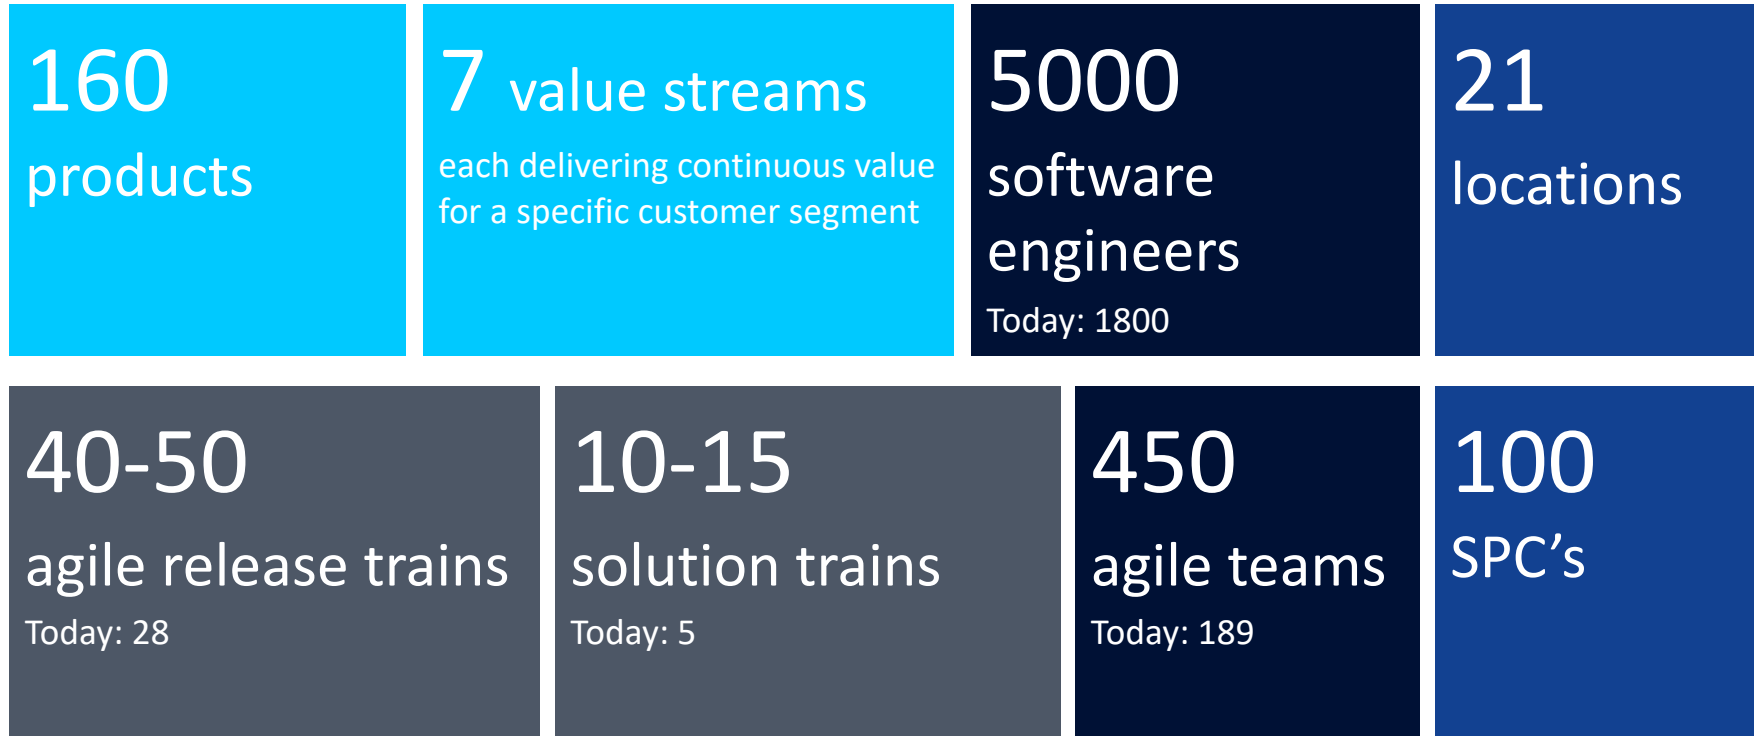 160
products
7 value streams
each delivering continuous value
for a specific customer segment
5000
software
engineers
Today: 1800
21
locations
40-50
agile release trains
Today: 28
10-15
solution trains
Today: 5
450
agile teams
Today: 189
100
SPC’s